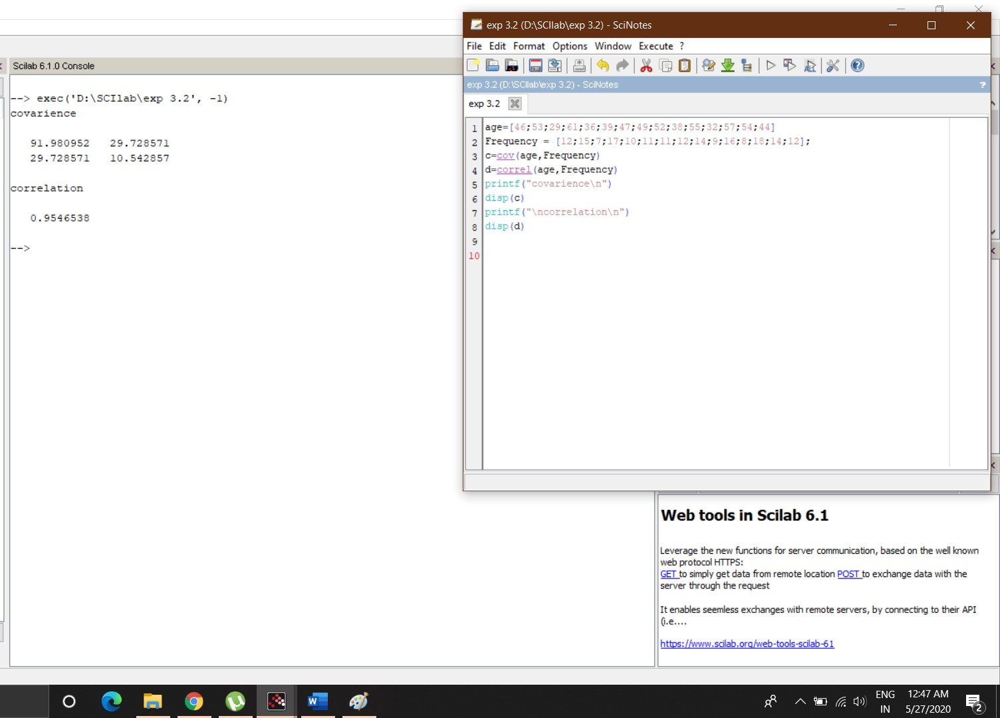 Scilab 6.1.0 Console
--> exec('D:\SCIlab\exp 3.2', -1)
covarience
91.980952 29.728571
29.728571 10.542857
correlation
0.9546538
-->
exp 3.2 (D:\SCIlab\exp 3.2) - SciNotes
File Edit Format Options Window Execute ?
exp 3.2 (D:\SCIlab\exp 3.2) - SciNotes ?
exp 3.2
1 age=[46;53;29;61;36;39;47;49;52;38;55;32;57;54;44]
2 Frequency = [12;15;7;17;10;11;11;12;14;9;16;8;18;14;12];
3 c=cov(age,Frequency)
4 d=correl(age,Frequency)
5 printf("covarience\n")
6 disp(c)
7 printf("\ncorrelation\n")
8 disp(d)
9
10
Web tools in Scilab 6.1
Leverage the new functions for server communication, based on the well known
web protocol HTTPS:
GET to simply get data from remote location POST to exchange data with the
server through the request
It enables seemless exchanges with remote servers, by connecting to their API
(i.e....
https://www.scilab.org/web-tools-scilab-61
ENG
IN
12:47 AM
5/27/2020
2